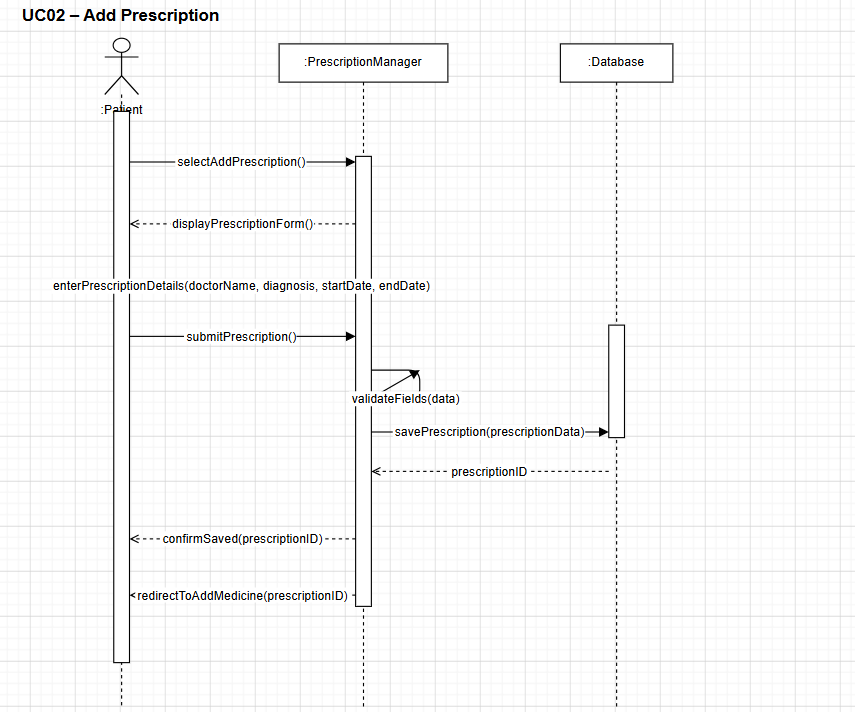 UC02 – Add Prescription
:PrescriptionManager
:Database
:Patient
selectAddPrescription()
displayPrescriptionForm()
enterPrescriptionDetails(doctorName, diagnosis, startDate, endDate)
submitPrescription()
validateFields(data)
savePrescription(prescriptionData)
prescriptionID
confirmSaved(prescriptionID)
redirectToAddMedicine(prescriptionID)